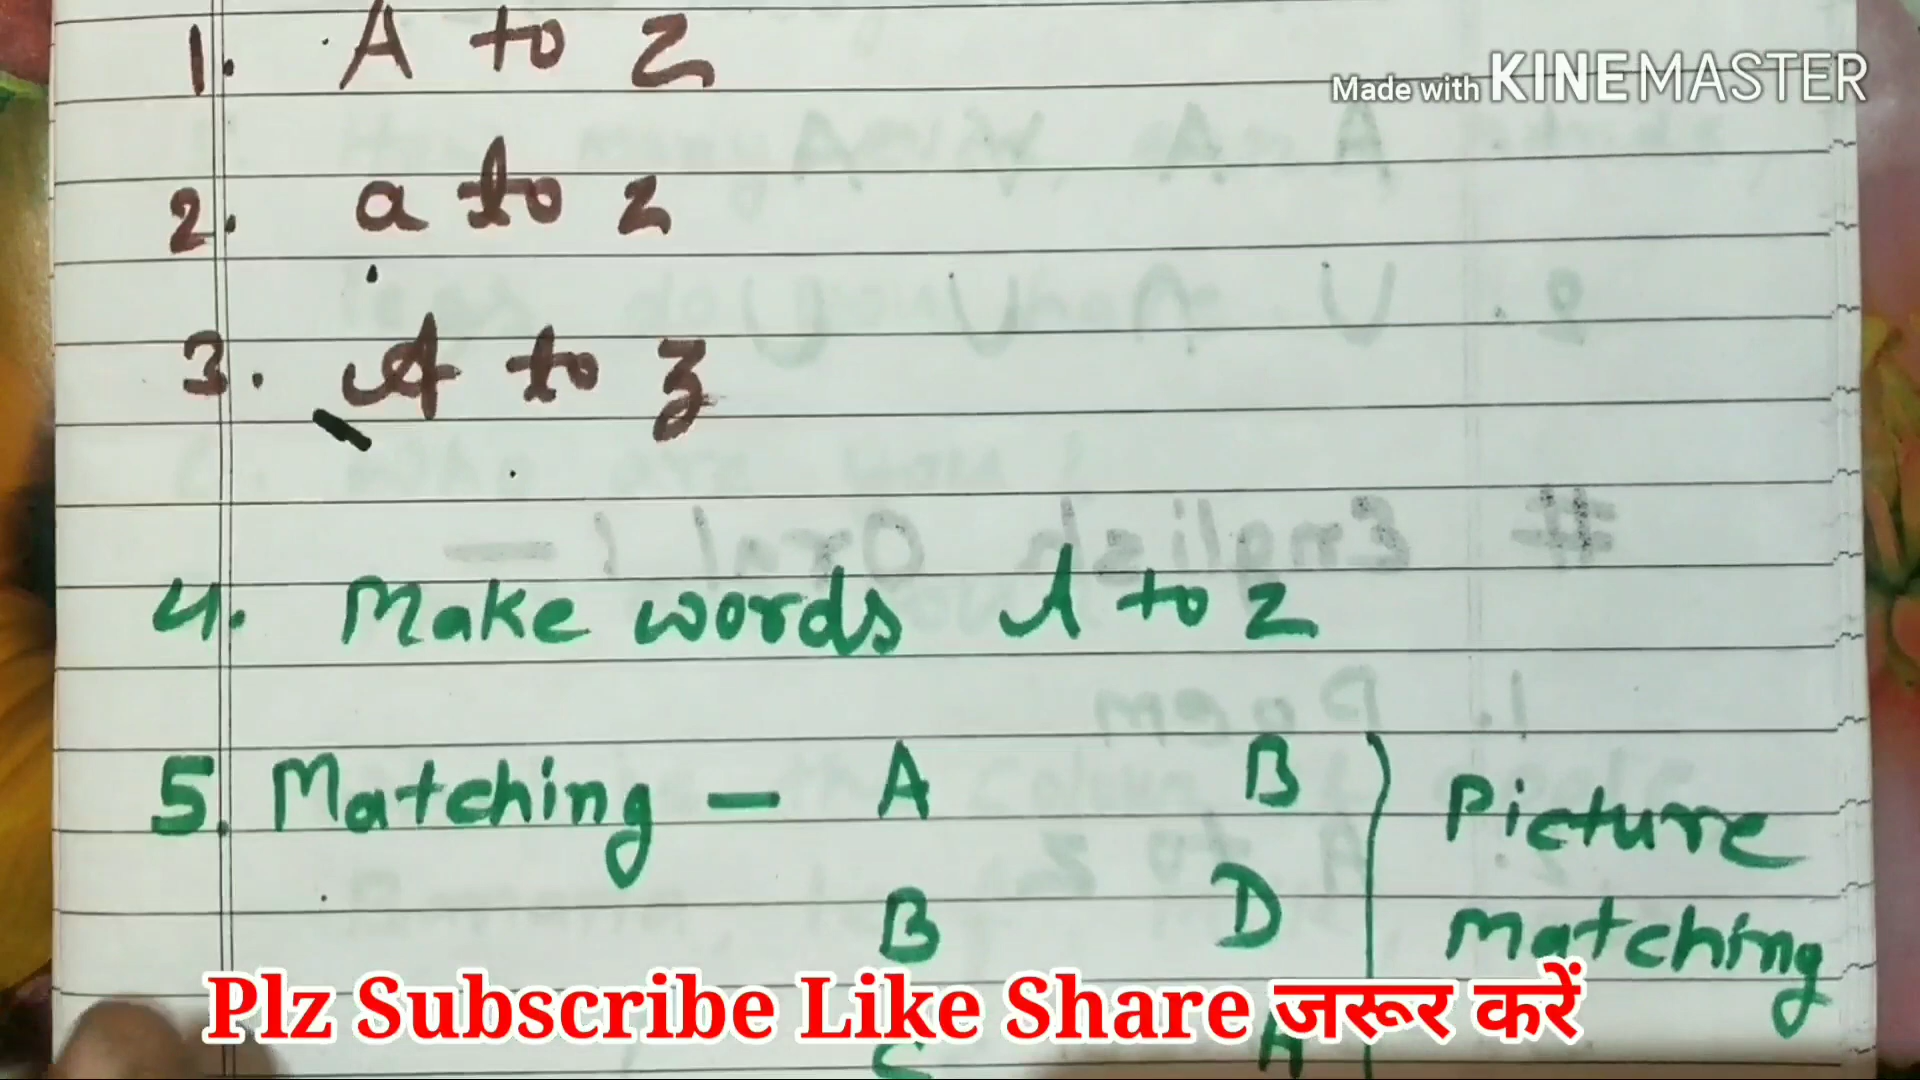 1. A to Z
Made with KINEMASTER
2. a to z
3. A to z
4. Make words A to z
5. Matching - A B Picture
B D Matching
Plz Subscribe Like Share जरूर करें
C A